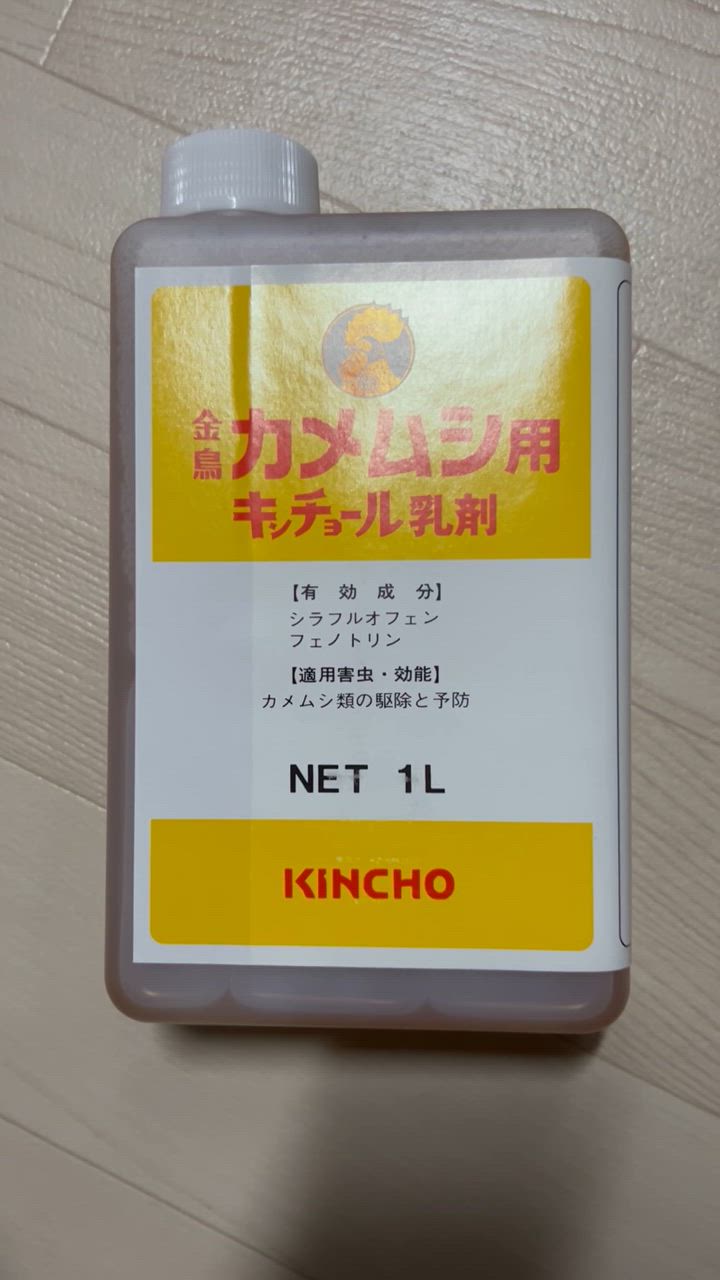 金鳥 カメムシ用
キンチョール乳剤
【有効成分】
シラフルオフェン
フェノトリン
【適用害虫・効能】
カメムシ類の駆除と予防
NET 1L
KINCHO